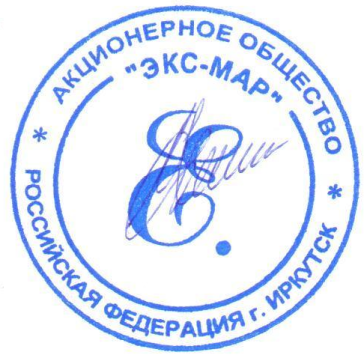 АКЦИОНЕРНОЕ ОБЩЕСТВО
"ЭКС-МАР"
Е.
* РОССИЙСКАЯ ФЕДЕРАЦИЯ г. ИРКУТСК *